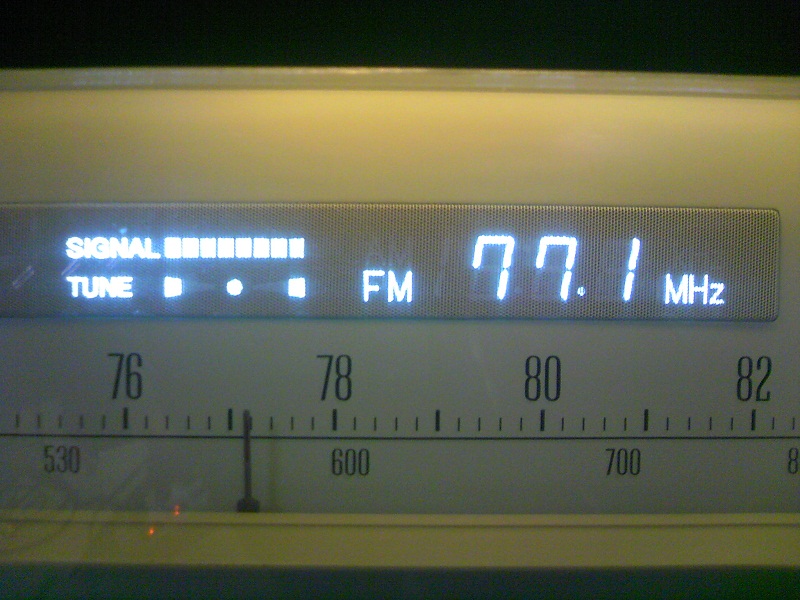 SIGNAL
TUNE FM 77.1 MHz
76 78 80 82
530 600 700